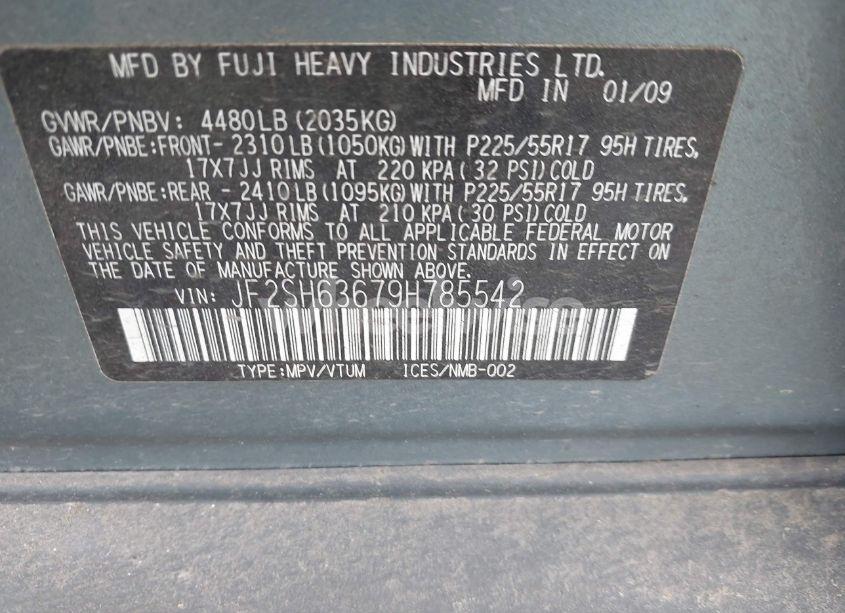 MFD BY FUJI HEAVY INDUSTRIES LTD.
MFD IN 01/09
GVWR/PNBV: 4480LB (2035KG)
GAWR/PNBE:FRONT- 2310 LB (1050KG) WITH P225/55R17 95H TIRES,
17X7JJ RIMS AT 220 KPA ( 32 PSI) COLD
GAWR/PNBE:REAR - 2410 LB (1095KG) WITH P225/55R17 95H TIRES,
17X7JJ RIMS AT 210 KPA ( 30 PSI) COLD
THIS VEHICLE CONFORMS TO ALL APPLICABLE FEDERAL MOTOR
VEHICLE SAFETY AND THEFT PREVENTION STANDARDS IN EFFECT ON
THE DATE OF MANUFACTURE SHOWN ABOVE.
VIN: JF2SH63679H785542
TYPE:MPV/VTUM ICES/NMB-002